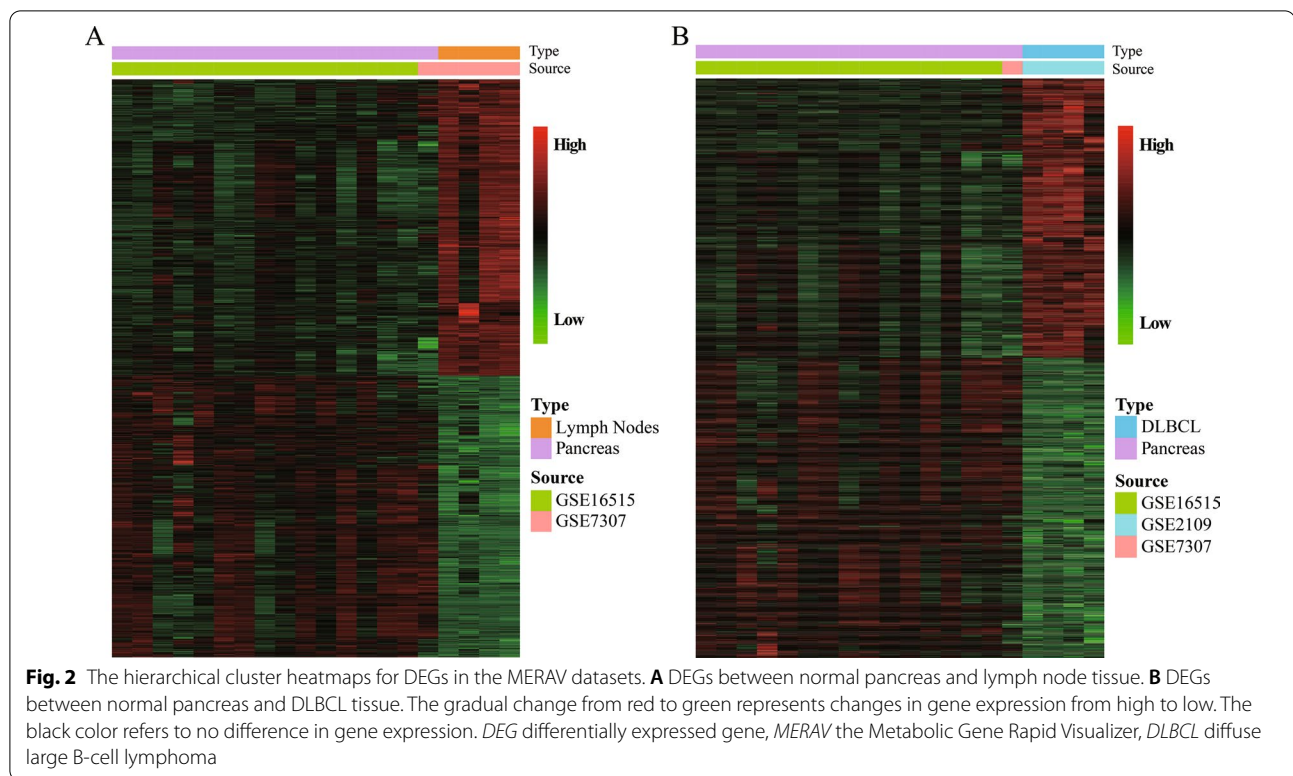 A
Type
Source
High
Low
Type
Lymph Nodes
Pancreas
Source
GSE16515
GSE7307
B
Type
Source
High
Low
Type
DLBCL
Pancreas
Source
GSE16515
GSE2109
GSE7307
Fig. 2 The hierarchical cluster heatmaps for DEGs in the MERAV datasets. A DEGs between normal pancreas and lymph node tissue. B DEGs
between normal pancreas and DLBCL tissue. The gradual change from red to green represents changes in gene expression from high to low. The
black color refers to no difference in gene expression. DEG differentially expressed gene, MERAV the Metabolic Gene Rapid Visualizer, DLBCL diffuse
large B-cell lymphoma